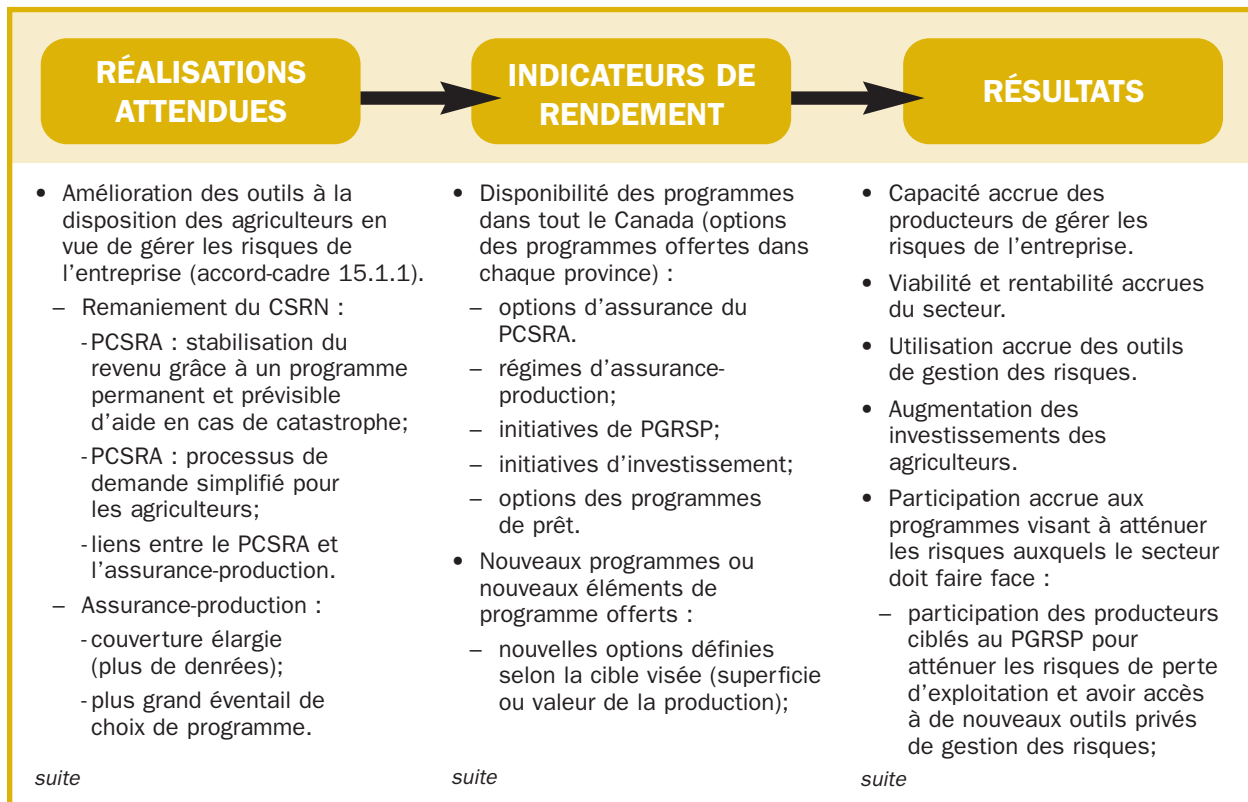 RÉALISATIONS
ATTENDUES
INDICATEURS DE
RENDEMENT
RÉSULTATS
• Amélioration des outils à la
disposition des agriculteurs en
vue de gérer les risques de
l'entreprise (accord-cadre 15.1.1).
– Remaniement du CSRN :
- PCSRA : stabilisation du
revenu grâce à un programme
permanent et prévisible
d'aide en cas de catastrophe;
- PCSRA : processus de
demande simplifié pour
les agriculteurs;
- liens entre le PCSRA et
l'assurance-production.
– Assurance-production :
- couverture élargie
(plus de denrées);
- plus grand éventail de
choix de programme.
suite
• Disponibilité des programmes
dans tout le Canada (options
des programmes offertes dans
chaque province) :
– options d'assurance du
PCSRA.
– régimes d'assurance-
production;
– initiatives de PGRSP;
– initiatives d'investissement;
– options des programmes
de prêt.
• Nouveaux programmes ou
nouveaux éléments de
programme offerts :
– nouvelles options définies
selon la cible visée (superficie
ou valeur de la production);
suite
• Capacité accrue des
producteurs de gérer les
risques de l'entreprise.
• Viabilité et rentabilité accrues
du secteur.
• Utilisation accrue des outils
de gestion des risques.
• Augmentation des
investissements des
agriculteurs.
• Participation accrue aux
programmes visant à atténuer
les risques auxquels le secteur
doit faire face :
– participation des producteurs
ciblés au PGRSP pour
atténuer les risques de perte
d'exploitation et avoir accès
à de nouveaux outils privés
de gestion des risques;
suite